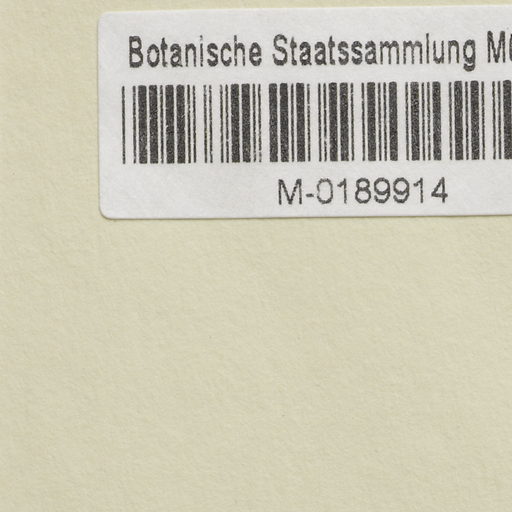 Botanische Staatssammlung
M-0189914